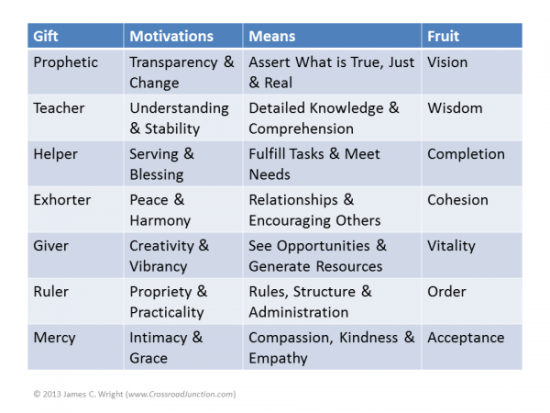 Gift Motivations Means Fruit
Prophetic Transparency & Assert What is True, Just Vision
Change & Real
Teacher Understanding Detailed Knowledge & Wisdom
& Stability Comprehension
Helper Serving & Fulfill Tasks & Meet Completion
Blessing Needs
Exhorter Peace & Relationships & Cohesion
Harmony Encouraging Others
Giver Creativity & See Opportunities & Vitality
Vibrancy Generate Resources
Ruler Propriety & Rules, Structure & Order
Practicality Administration
Mercy Intimacy & Compassion, Kindness & Acceptance
Grace Empathy
© 2013 James C. Wright (www.CrossroadJunction.com)